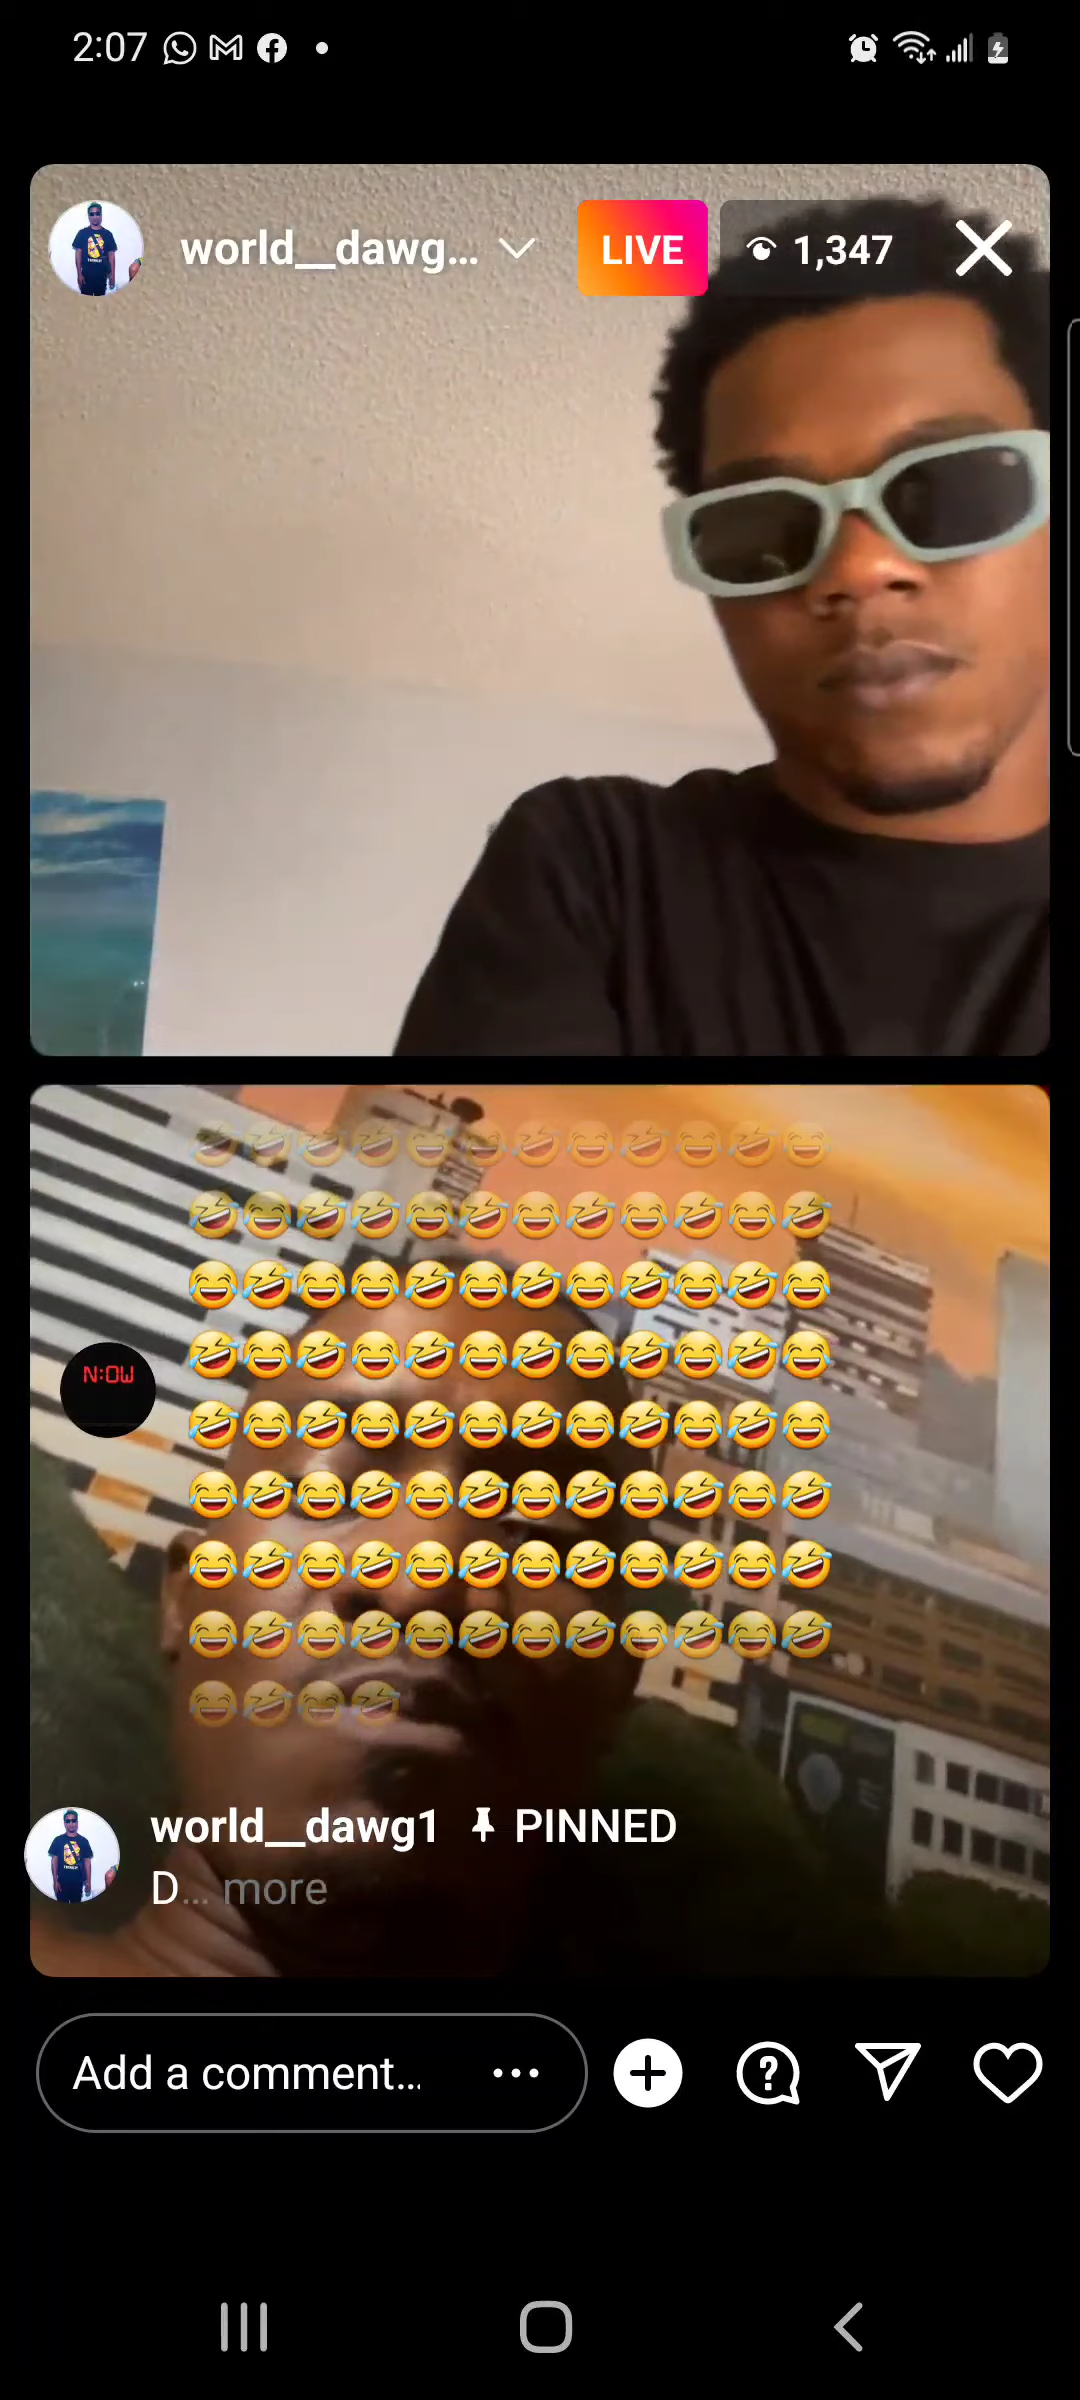 2:07
world__dawg... LIVE 1,347
😂🤣😂😂🤣😂🤣😂🤣😂🤣😂
🤣😂🤣😂🤣😂🤣😂🤣😂🤣😂
🤣😂🤣😂🤣😂🤣😂🤣😂🤣😂
😂🤣😂🤣😂🤣😂🤣😂🤣😂🤣
😂🤣😂🤣😂🤣😂🤣😂🤣😂🤣
😂🤣😂🤣😂🤣😂🤣😂🤣😂🤣
😂🤣😂🤣
N:OW
world__dawg1 PINNED
D... more
Add a comment...